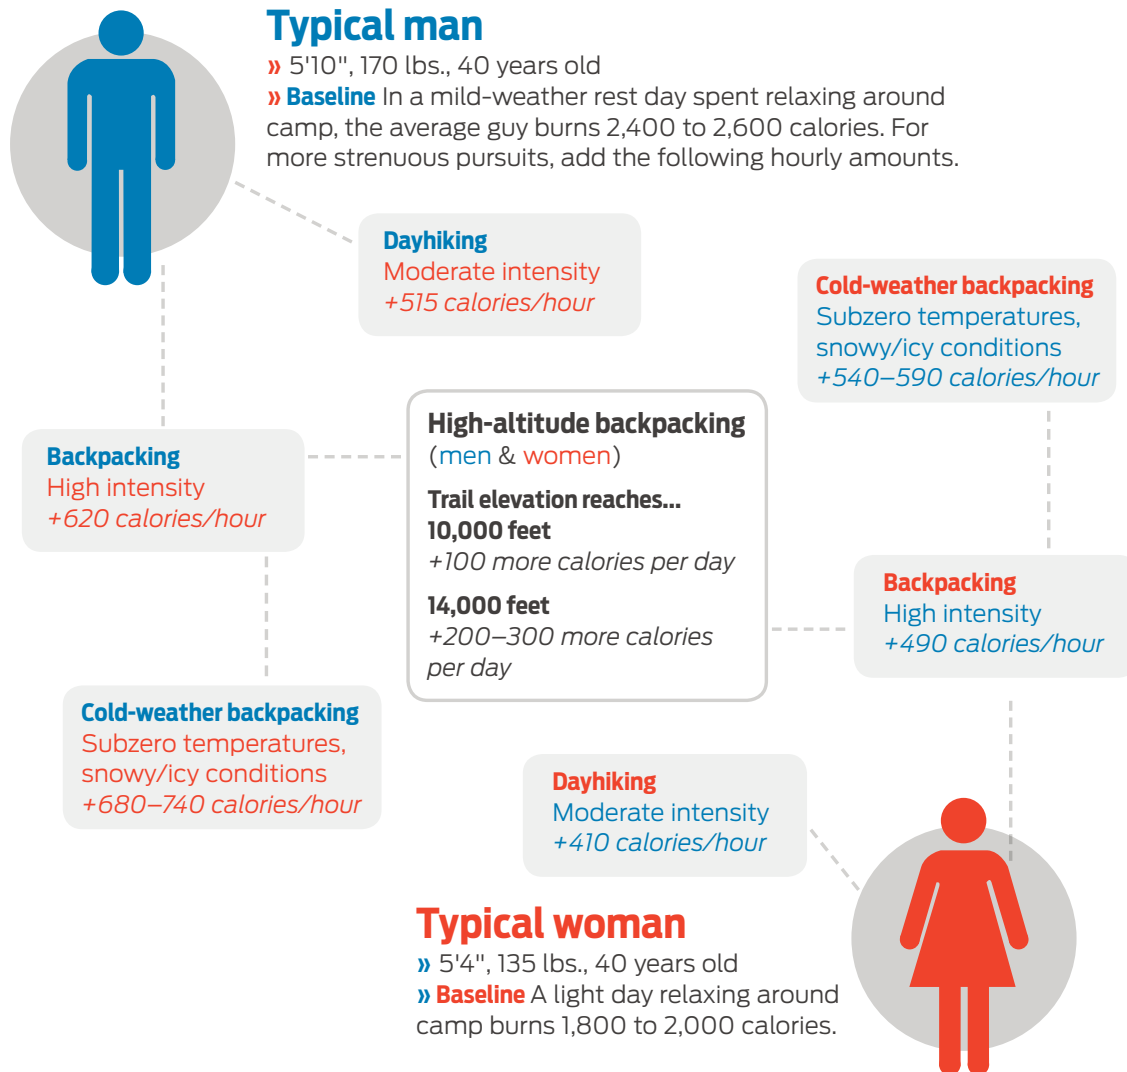 Typical man
» 5'10", 170 lbs., 40 years old
» Baseline In a mild-weather rest day spent relaxing around
camp, the average guy burns 2,400 to 2,600 calories. For
more strenuous pursuits, add the following hourly amounts.
Dayhiking
Moderate intensity
+515 calories/hour
Cold-weather backpacking
Subzero temperatures,
snowy/icy conditions
+540–590 calories/hour
High-altitude backpacking
(men & women)
Trail elevation reaches...
10,000 feet
+100 more calories per day
14,000 feet
+200–300 more calories
per day
Backpacking
High intensity
+620 calories/hour
Backpacking
High intensity
+490 calories/hour
Cold-weather backpacking
Subzero temperatures,
snowy/icy conditions
+680–740 calories/hour
Dayhiking
Moderate intensity
+410 calories/hour
Typical woman
» 5'4", 135 lbs., 40 years old
» Baseline A light day relaxing around
camp burns 1,800 to 2,000 calories.